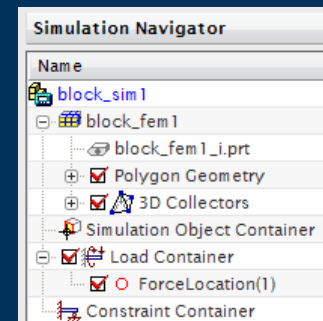 Simulation Navigator
Name
block_sim1
block_fem1
block_fem1_i.prt
Polygon Geometry
3D Collectors
Simulation Object Container
Load Container
ForceLocation(1)
Constraint Container